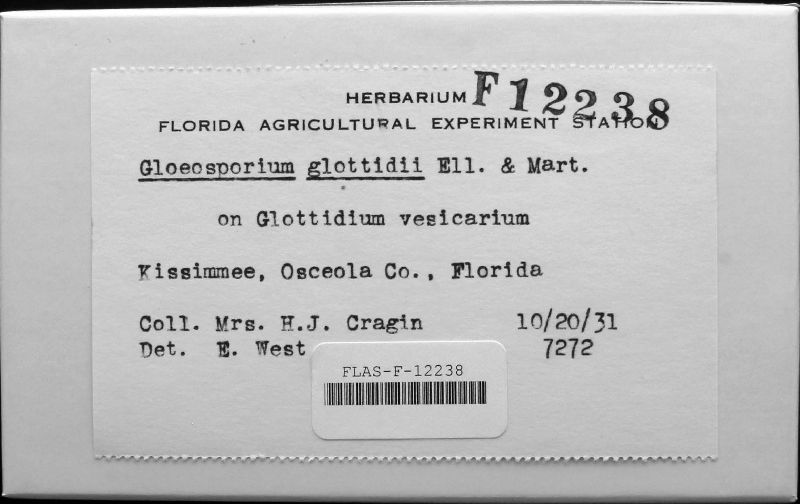 HERBARIUM F12238
FLORIDA AGRICULTURAL EXPERIMENT STATION
Gloeosporium glottidii Ell. & Mart.
on Glottidium vesicarium
Kissimmee, Osceola Co., Florida
Coll. Mrs. H.J. Cragin 10/20/31
Det. E. West 7272
FLAS-F-12238